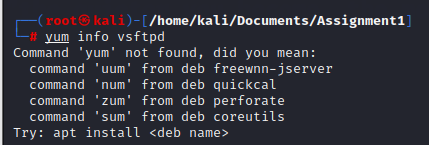 ┌──(root㉿kali)-[/home/kali/Documents/Assignment1]
└─# yum info vsftpd
Command 'yum' not found, did you mean:
  command 'uum' from deb freewnn-jserver
  command 'num' from deb quickcal
  command 'zum' from deb perforate
  command 'sum' from deb coreutils
Try: apt install <deb name>